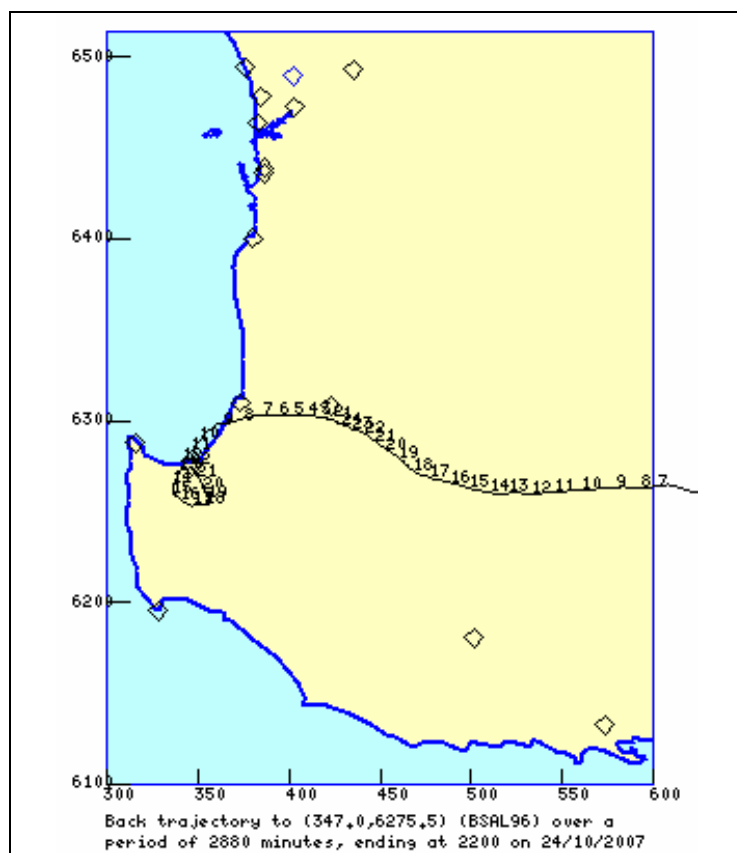 6500
6400
6300
8 7 6 5 4
19
18 17 16 15 14 13 12 11 10 9 8 7
6200
6100
300 350 400 450 500 550 600
Back trajectory to (347.0,6275.5) (BSAL96) over a
period of 2880 minutes, ending at 2200 on 24/10/2007